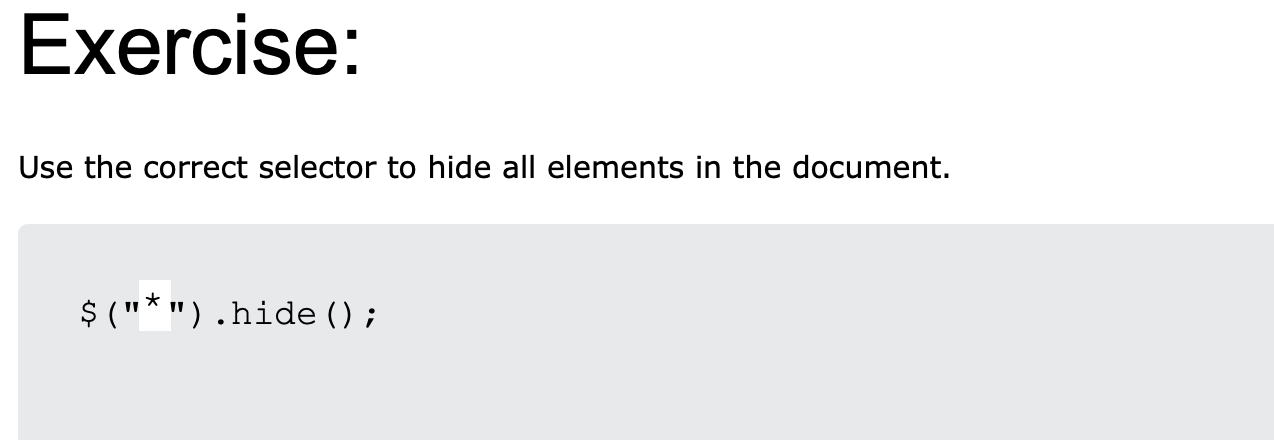 Exercise:
Use the correct selector to hide all elements in the document.
$("*").hide();